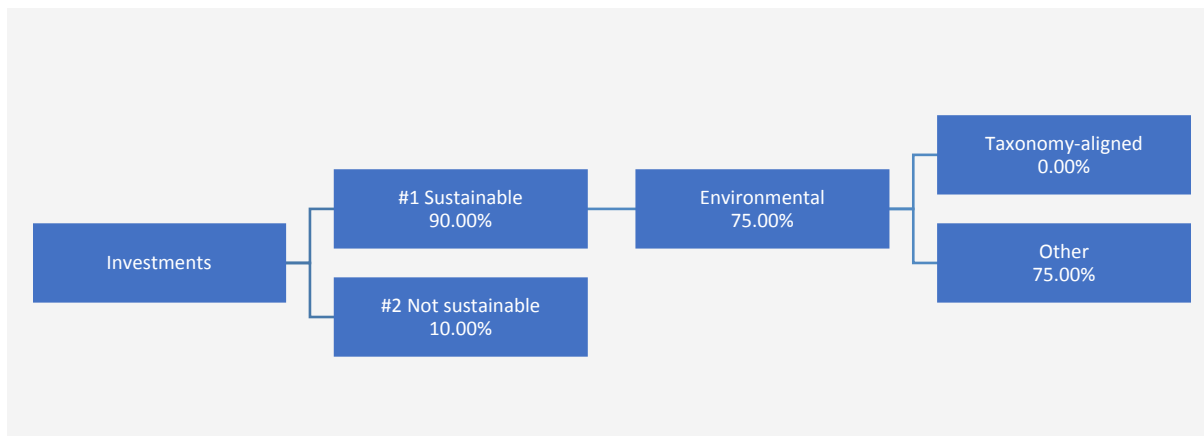 Investments
#1 Sustainable
90.00%
#2 Not sustainable
10.00%
Environmental
75.00%
Taxonomy-aligned
0.00%
Other
75.00%